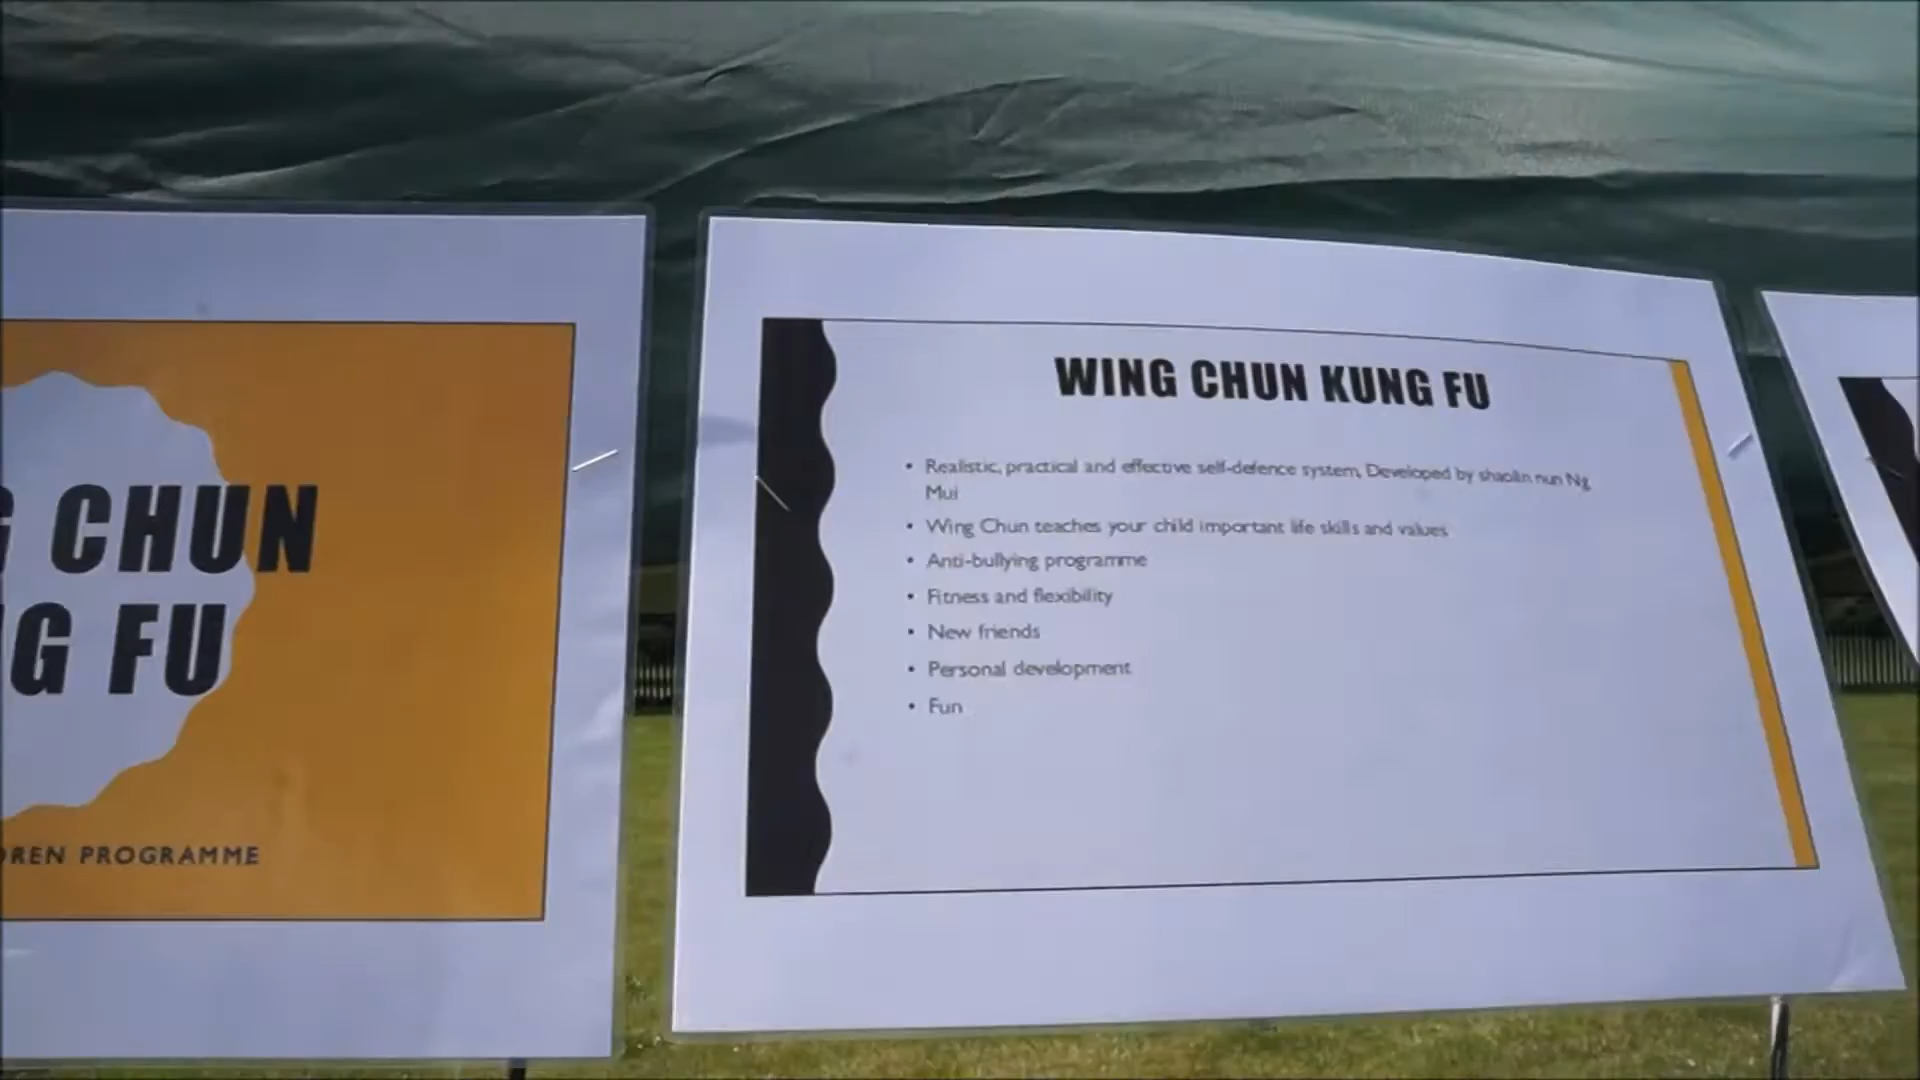 CHUN
G FU
PROGRAMME
WING CHUN KUNG FU
• Realistic, practical and effective self-defence system, Developed by shaolin nun Ng
Mui
• Wing Chun teaches your child important life skills and values
• Anti-bullying programme
• Fitness and flexibility
• New friends
• Personal development
• Fun